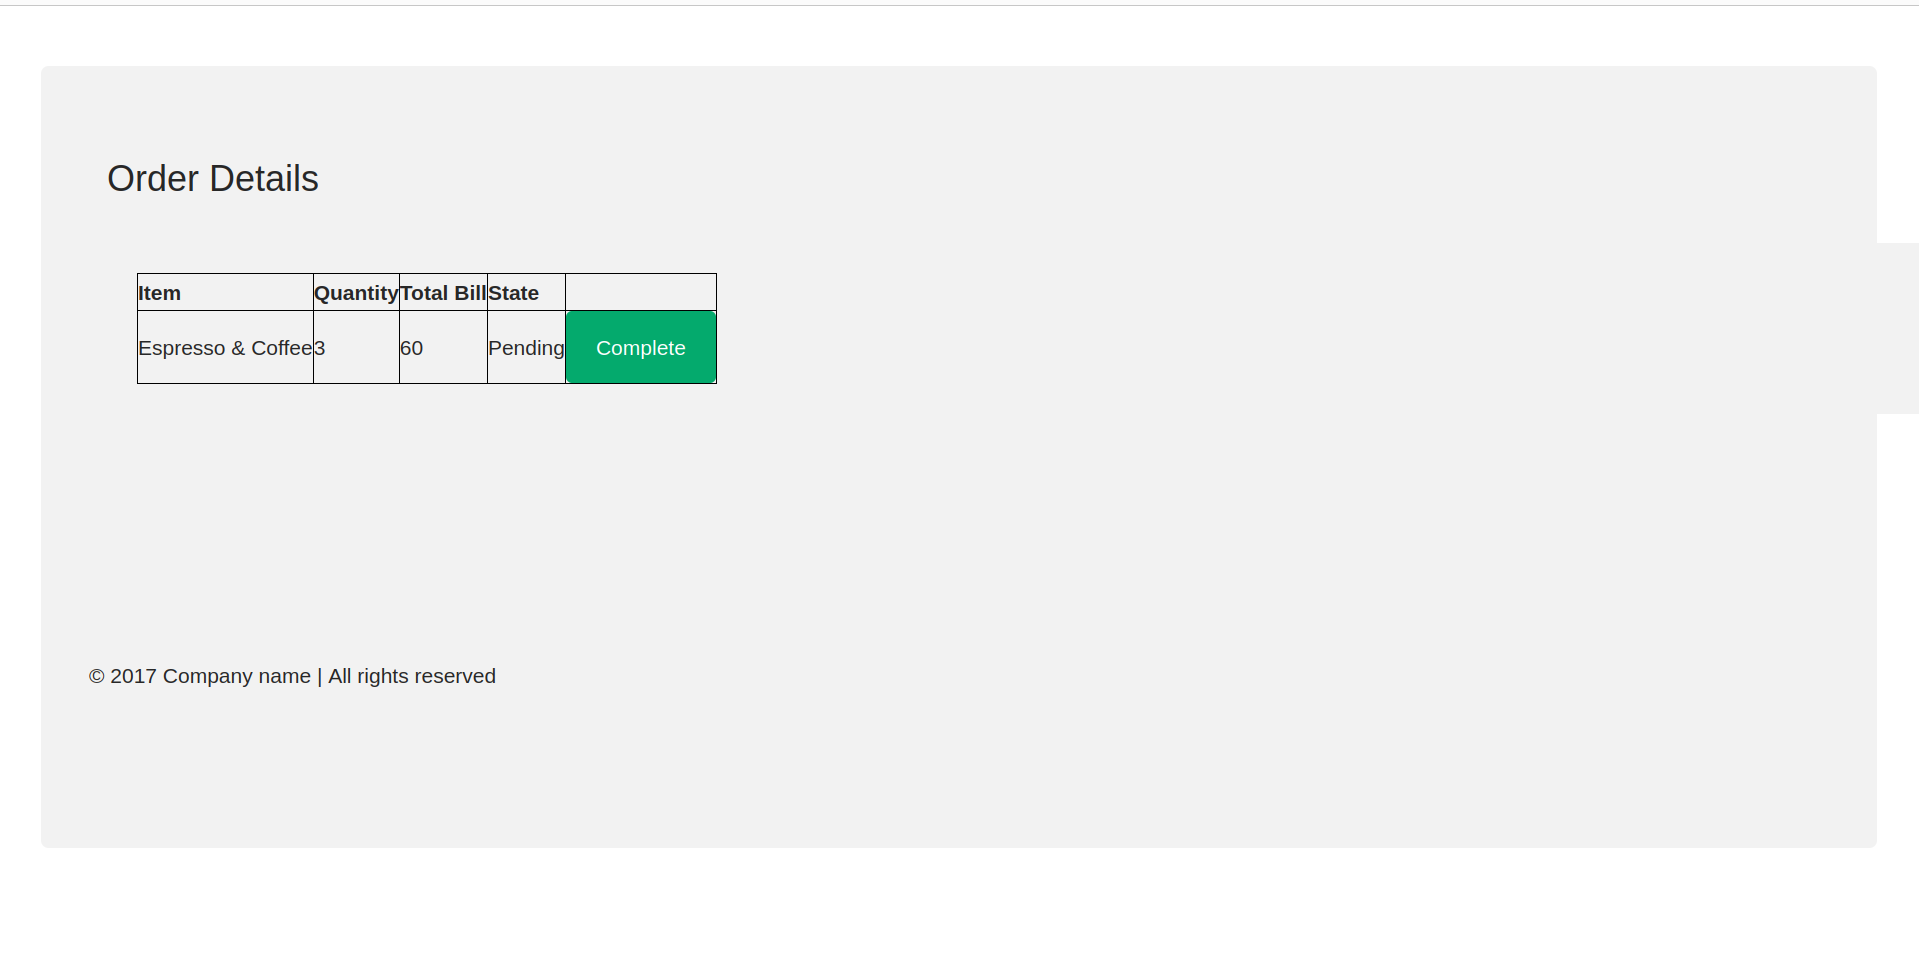 Order Details
Item Quantity Total Bill State
Espresso & Coffee 3 60 Pending Complete
© 2017 Company name | All rights reserved